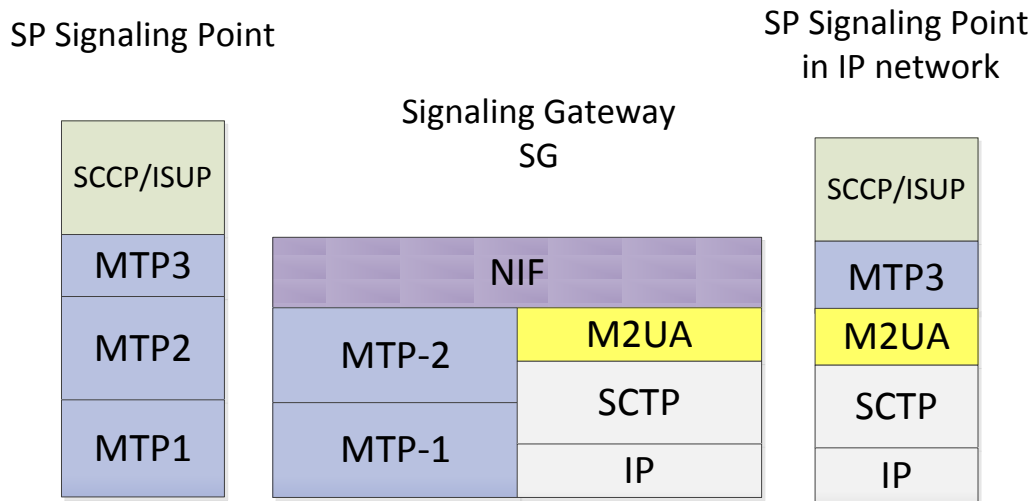 SP Signaling Point
SCCP/ISUP
MTP3
MTP2
MTP1
Signaling Gateway
SG
NIF
MTP-2
MTP-1
M2UA
SCTP
IP
SP Signaling Point
in IP network
SCCP/ISUP
MTP3
M2UA
SCTP
IP